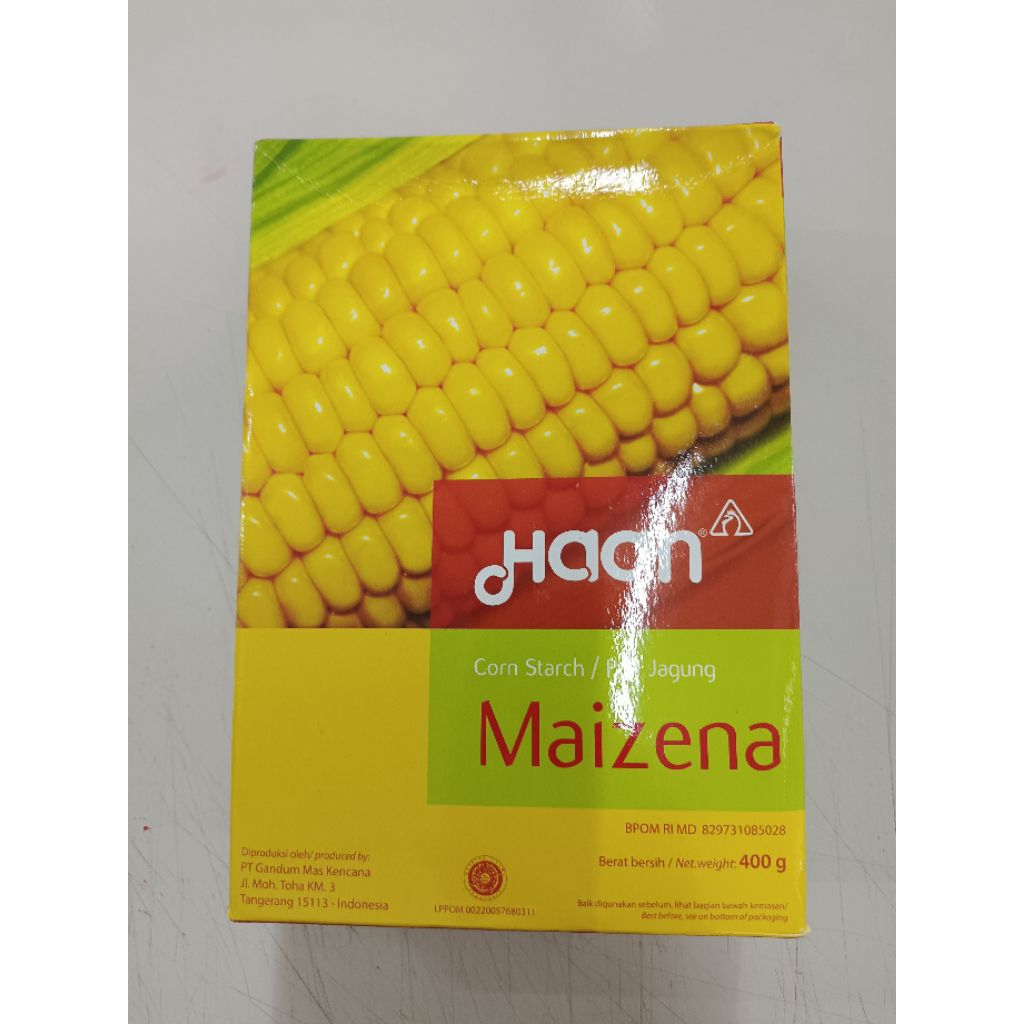 Haan®
Corn Starch / Jagung
Maizena
BPOM RI MD 829731085028
Berat bersih / Net.weight: 400 g
Diproduksi oleh/ produced by:
PT Gandum Mas Kencana
Jl. Moh. Toha KM. 3
Tangerang 15113 - Indonesia
LPPOM 00220057680311
Baik digunakan sebelum, lihat bagian bawah kemasan/
Best before, see on bottom of packaging